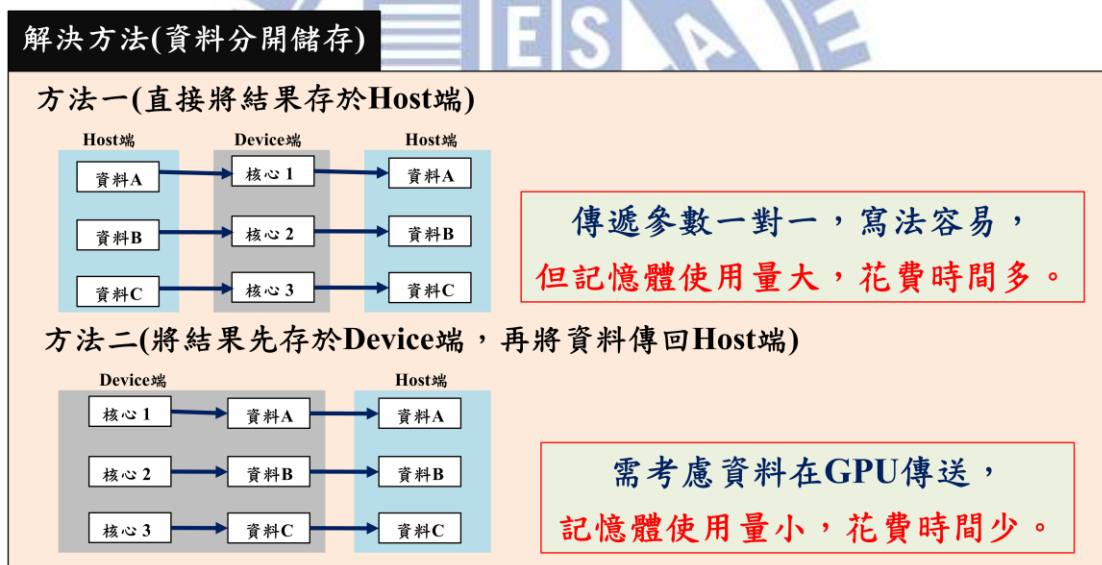 ESA
解決方法(資料分開儲存)
方法一(直接將結果存於Host端)
Host端 Device端 Host端
資料A 核心 1 資料A
資料B 核心 2 資料B
資料C 核心 3 資料C
傳遞參數一對一，寫法容易，
但記憶體使用量大，花費時間多。
方法二(將結果先存於Device端，再將資料傳回Host端)
Device端 Host端
核心 1 資料A 資料A
核心 2 資料B 資料B
核心 3 資料C 資料C
需考慮資料在GPU傳送，
記憶體使用量小，花費時間少。